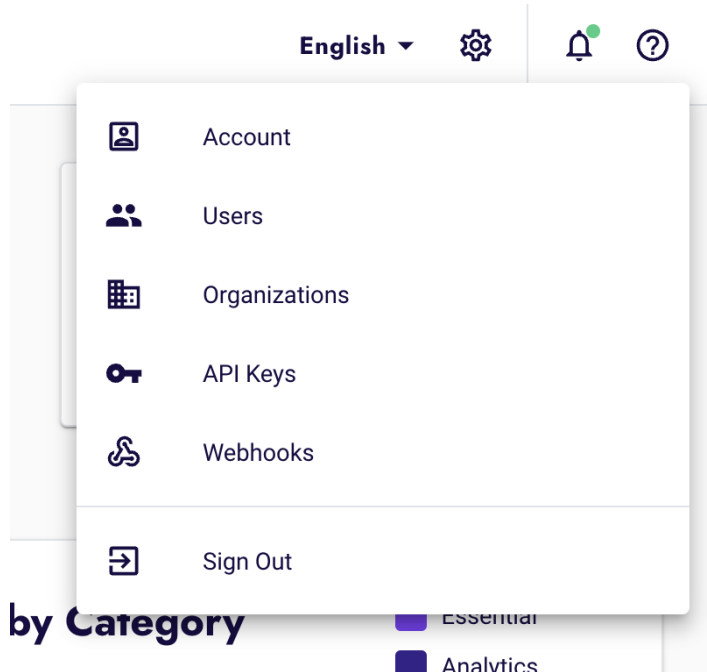 English
Account
Users
Organizations
API Keys
Webhooks
Sign Out
by Category
Essential
Analytics